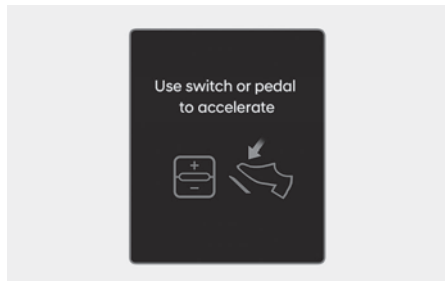 Use switch or pedal
to accelerate
+
−